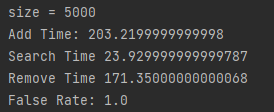 size = 5000
Add Time: 203.2199999999998
Search Time 23.929999999999787
Remove Time 171.35000000000068
False Rate: 1.0